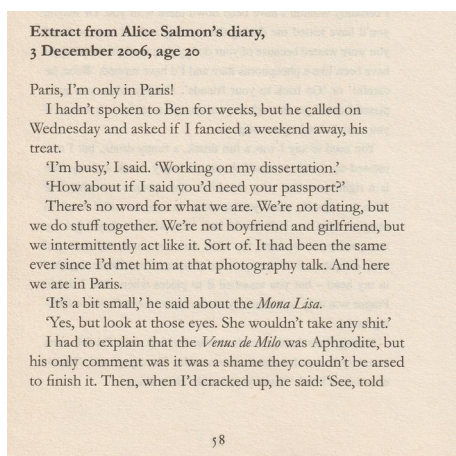 Extract from Alice Salmon's diary,
3 December 2006, age 20
Paris, I'm only in Paris!
I hadn't spoken to Ben for weeks, but he called on
Wednesday and asked if I fancied a weekend away, his
treat.
'I'm busy,' I said. 'Working on my dissertation.'
'How about if I said you'd need your passport?'
There's no word for what we are. We're not dating, but
we do stuff together. We're not boyfriend and girlfriend, but
we intermittently act like it. Sort of. It had been the same
ever since I'd met him at that photography talk. And here
we are in Paris.
'It's a bit small,' he said about the Mona Lisa.
'Yes, but look at those eyes. She wouldn't take any shit.'
I had to explain that the Venus de Milo was Aphrodite, but
his only comment was it was a shame they couldn't be arsed
to finish it. Then, when I'd cracked up, he said: 'See, told
58